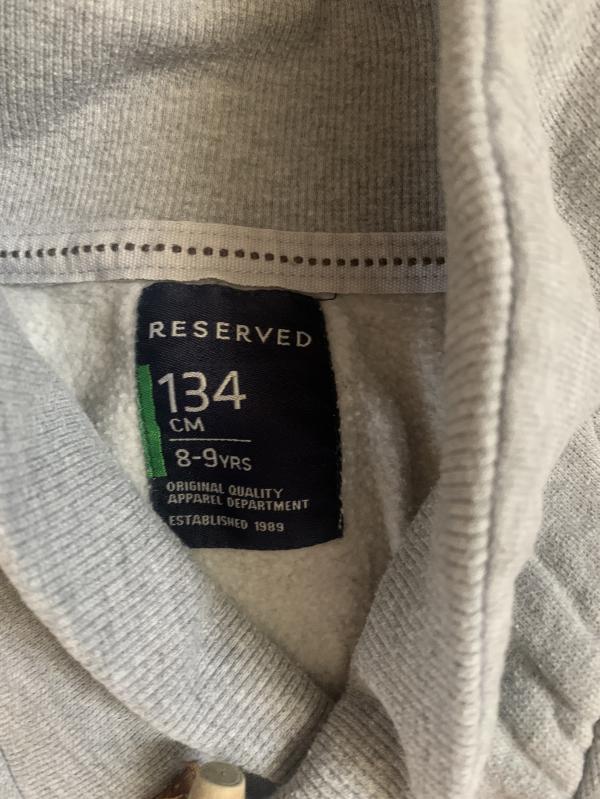 RESERVED
134
CM
8-9YRS
ORIGINAL QUALITY
APPAREL DEPARTMENT
ESTABLISHED 1989